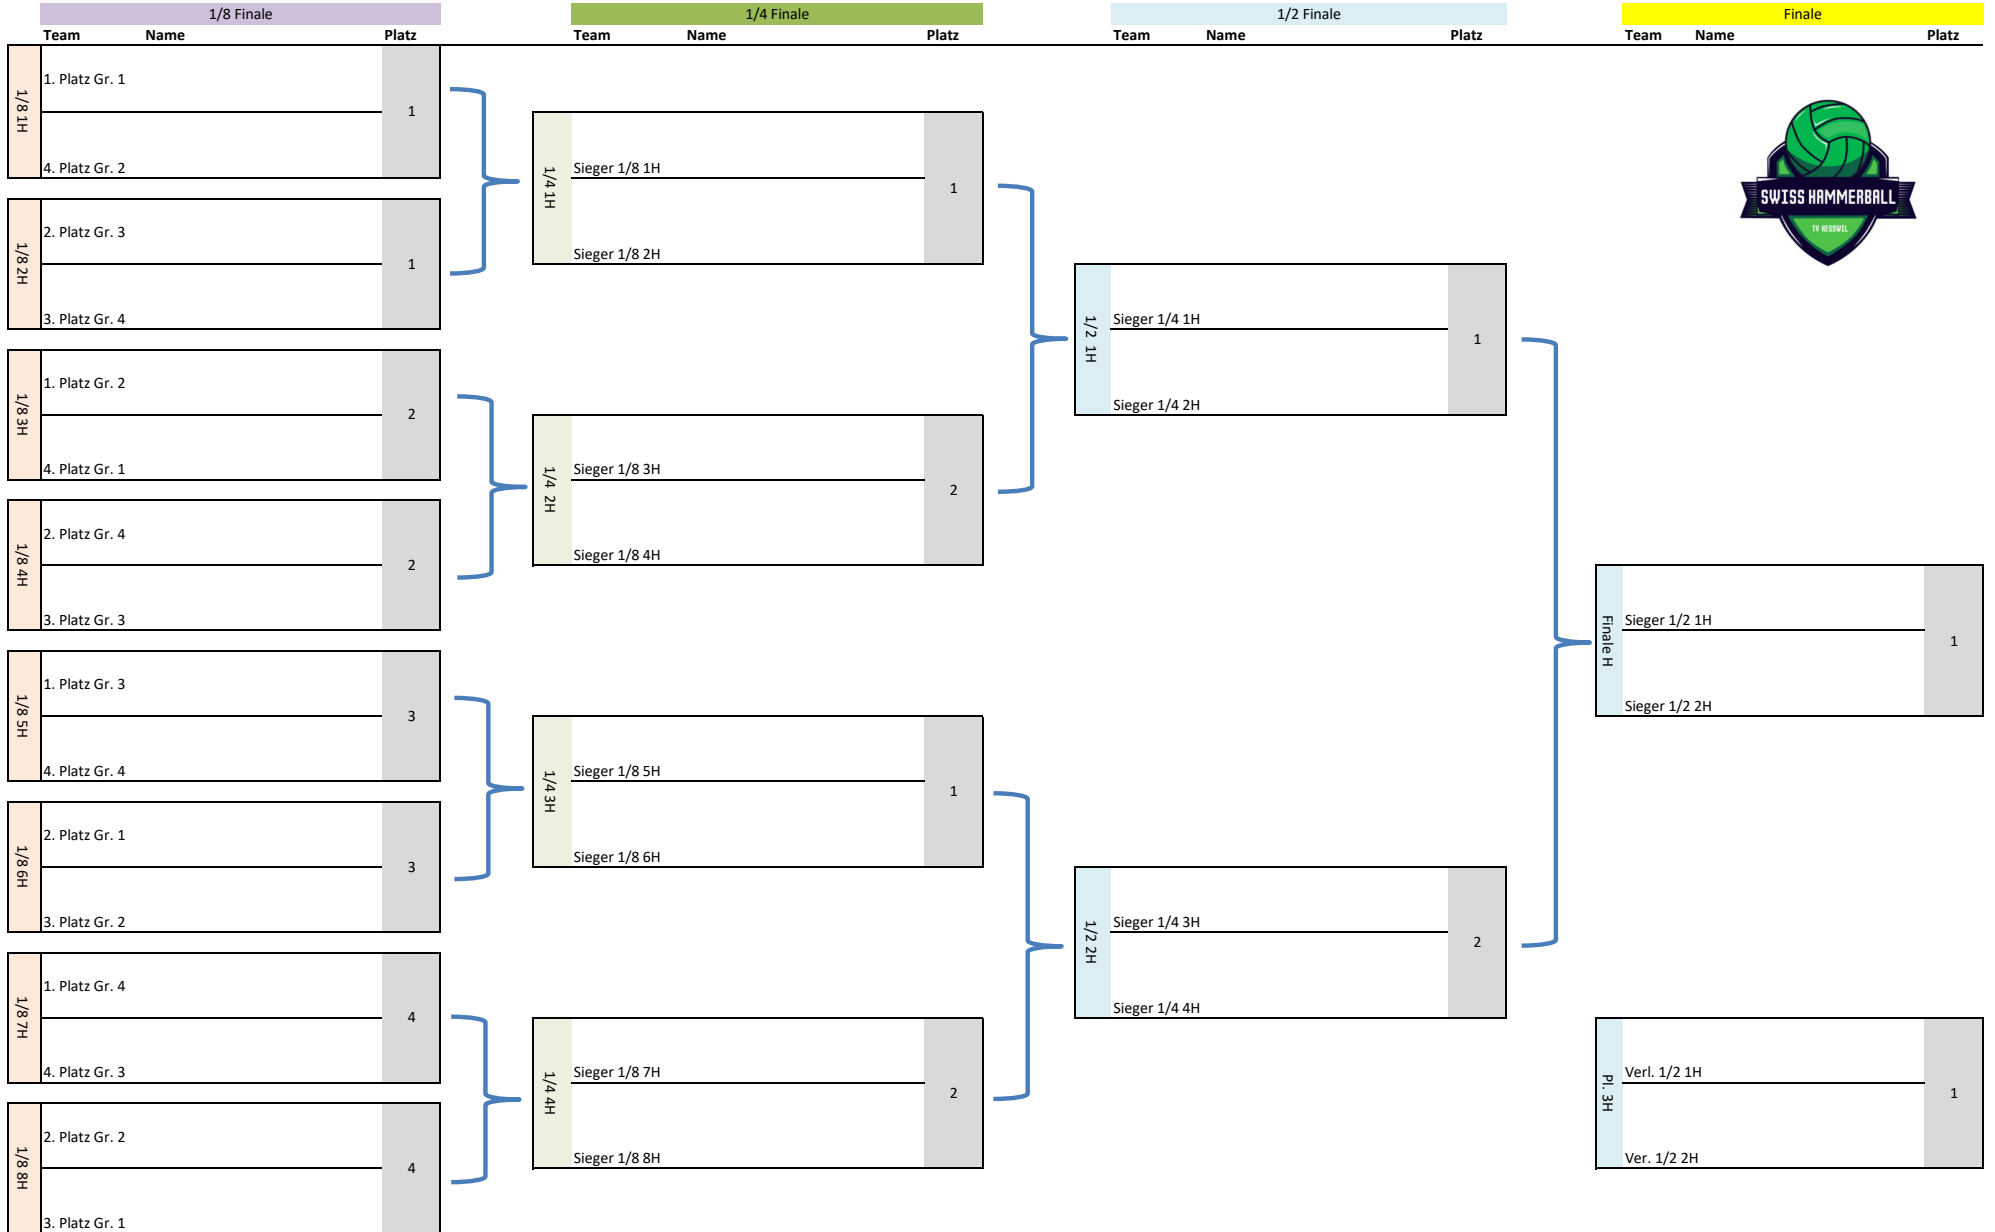 1/8 Finale
Team Name Platz
1/8 1H
1. Platz Gr. 1
1
4. Platz Gr. 2
1/8 2H
2. Platz Gr. 3
1
3. Platz Gr. 4
1/8 3H
1. Platz Gr. 2
2
4. Platz Gr. 1
1/8 4H
2. Platz Gr. 4
2
3. Platz Gr. 3
1/8 5H
1. Platz Gr. 3
3
4. Platz Gr. 4
1/8 6H
2. Platz Gr. 1
3
3. Platz Gr. 2
1/8 7H
1. Platz Gr. 4
4
4. Platz Gr. 3
1/8 8H
2. Platz Gr. 2
4
3. Platz Gr. 1
1/4 Finale
Team Name Platz
1/4 1H
Sieger 1/8 1H
1
Sieger 1/8 2H
1/4 2H
Sieger 1/8 3H
2
Sieger 1/8 4H
1/4 3H
Sieger 1/8 5H
1
Sieger 1/8 6H
1/4 4H
Sieger 1/8 7H
2
Sieger 1/8 8H
1/2 Finale
Team Name Platz
1/2 1H
Sieger 1/4 1H
1
Sieger 1/4 2H
1/2 2H
Sieger 1/4 3H
2
Sieger 1/4 4H
Finale
Team Name Platz
SWISS HAMMERBALL
TV HESSWIL
Finale H
Sieger 1/2 1H
1
Sieger 1/2 2H
Pl. 3H
Verl. 1/2 1H
1
Ver. 1/2 2H